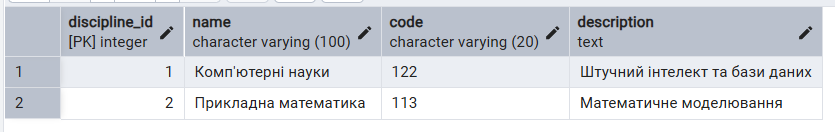 discipline_id name code description
[PK] integer character varying (100) character varying (20) text
1 1 Комп'ютерні науки 122 Штучний інтелект та бази даних
2 2 Прикладна математика 113 Математичне моделювання